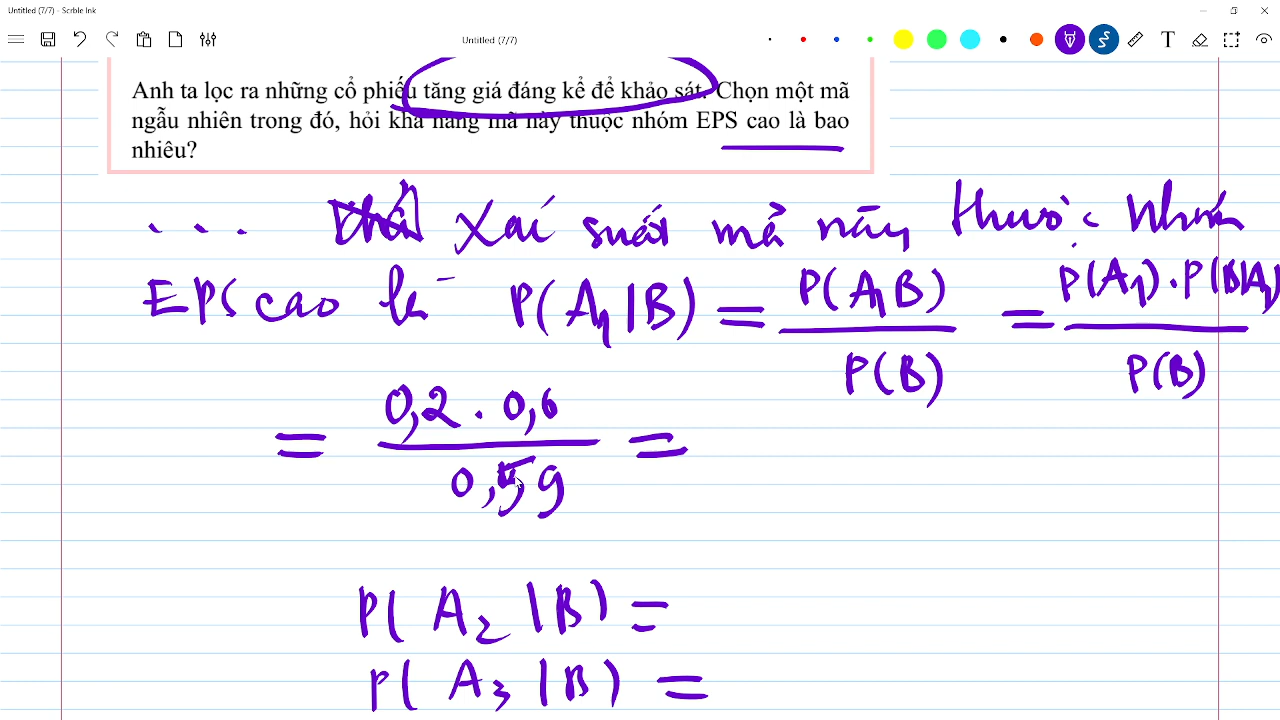 Untitled (7/7) - Scrble Ink
Untitled (7/7)
T
Anh ta lọc ra những cổ phiếu tăng giá đáng kể để khảo sát. Chọn một mã
ngẫu nhiên trong đó, hỏi khả năng mã này thuộc nhóm EPS cao là bao
nhiêu?
... Xác suất mã này thuộc nhóm
EPS cao là P(A₁|B) = P(A₁B) / P(B) = P(A₁).P(B|A₁) / P(B)
= 0,2 . 0,6 / 0,59 =
P(A₂|B) =
P(A₃|B) =